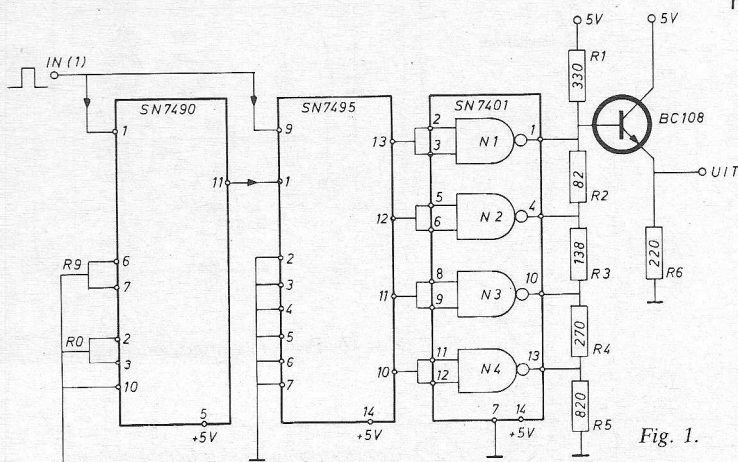 IN (1)
5V
5V
R1
330
BC108
UIT
82
R2
138
R3
270
R4
820
R5
220
R6
SN7490
1
11
R9
6
7
R0
2
3
10
5
+5V
SN7495
9
1
2
3
4
5
6
7
13
12
11
10
14
+5V
SN7401
2
3
N1
1
5
6
N2
4
8
9
N3
10
11
12
N4
13
7
14
+5V
Fig. 1.